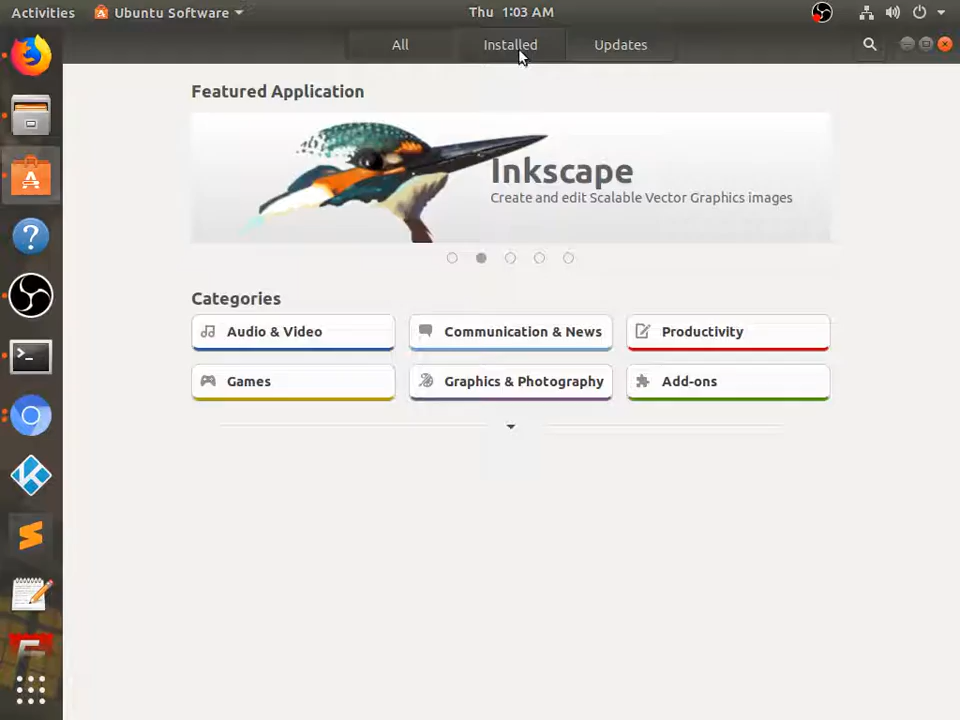 Activities
Ubuntu Software
Thu 1:03 AM
All
Installed
Updates
Featured Application
Inkscape
Create and edit Scalable Vector Graphics images
Categories
Audio & Video
Communication & News
Productivity
Games
Graphics & Photography
Add-ons